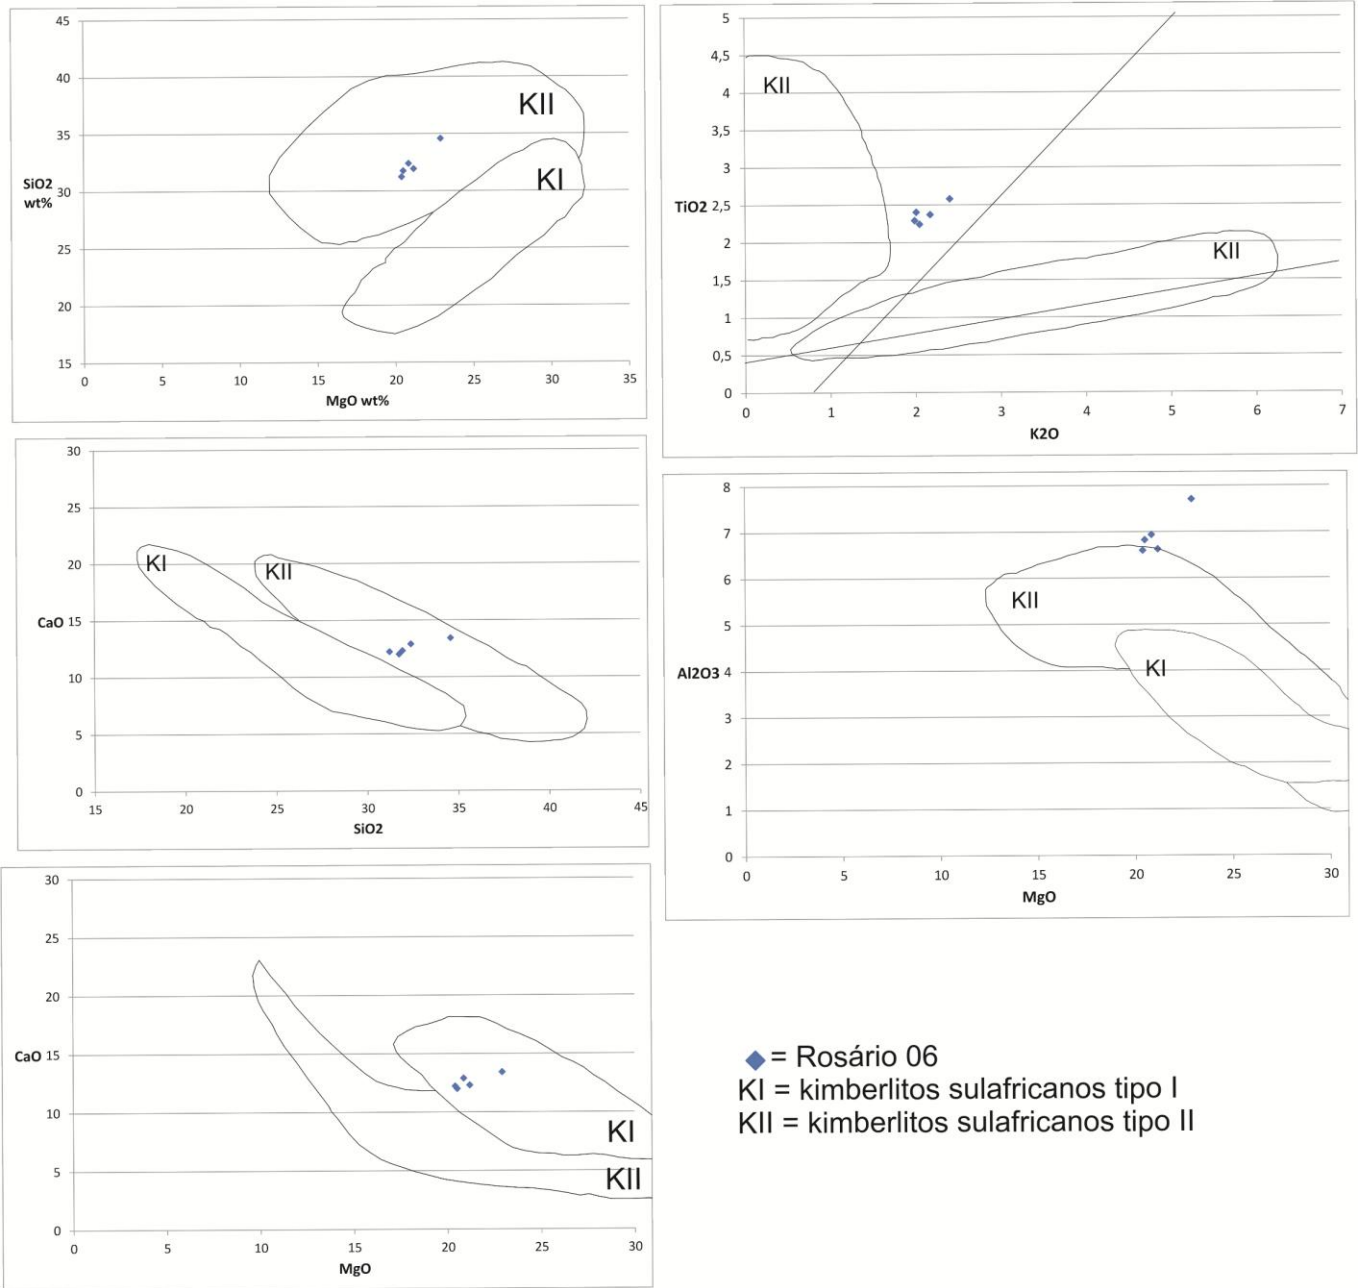 45
40
35
30
25
20
15
SiO2
wt%
KII
KI
0 5 10 15 20 25 30 35
MgO wt%
5
4,5
4
3,5
3
2,5
2
1,5
1
0,5
0
TiO2
KII
KII
0 1 2 3 4 5 6 7
K2O
30
25
20
15
10
5
0
CaO
KI
KII
15 20 25 30 35 40 45
SiO2
8
7
6
5
4
3
2
1
0
Al2O3
KII
KI
0 5 10 15 20 25 30
MgO
30
25
20
15
10
5
0
CaO
KI
KII
0 5 10 15 20 25 30
MgO
= Rosário 06
KI = kimberlitos sulafricanos tipo I
KII = kimberlitos sulafricanos tipo II